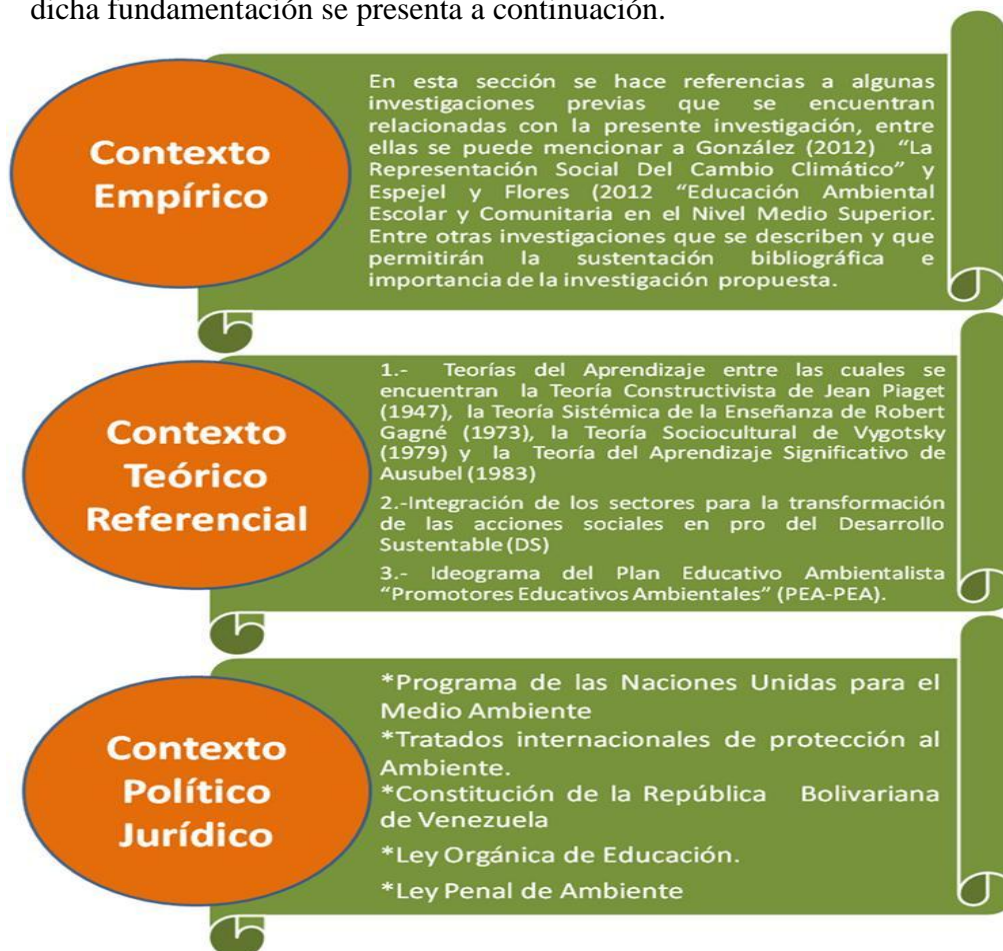 dicha fundamentación se presenta a continuación.
Contexto
Empírico
En esta sección se hace referencias a algunas
investigaciones previas que se encuentran
relacionadas con la presente investigación, entre
ellas se puede mencionar a González (2012) “La
Representación Social Del Cambio Climático” y
Espejel y Flores (2012 “Educación Ambiental
Escolar y Comunitaria en el Nivel Medio Superior.
Entre otras investigaciones que se describen y que
permitirán la sustentación bibliográfica e
importancia de la investigación propuesta.
Contexto
Teórico
Referencial
1.- Teorías del Aprendizaje entre las cuales se
encuentran la Teoría Constructivista de Jean Piaget
(1947), la Teoría Sistémica de la Enseñanza de Robert
Gagné (1973), la Teoría Sociocultural de Vygotsky
(1979) y la Teoría del Aprendizaje Significativo de
Ausubel (1983)
2.-Integración de los sectores para la transformación
de las acciones sociales en pro del Desarrollo
Sustentable (DS)
3.- Ideograma del Plan Educativo Ambientalista
“Promotores Educativos Ambientales” (PEA-PEA).
Contexto
Político
Jurídico
*Programa de las Naciones Unidas para el
Medio Ambiente
*Tratados internacionales de protección al
Ambiente.
*Constitución de la República Bolivariana
de Venezuela
*Ley Orgánica de Educación.
*Ley Penal de Ambiente